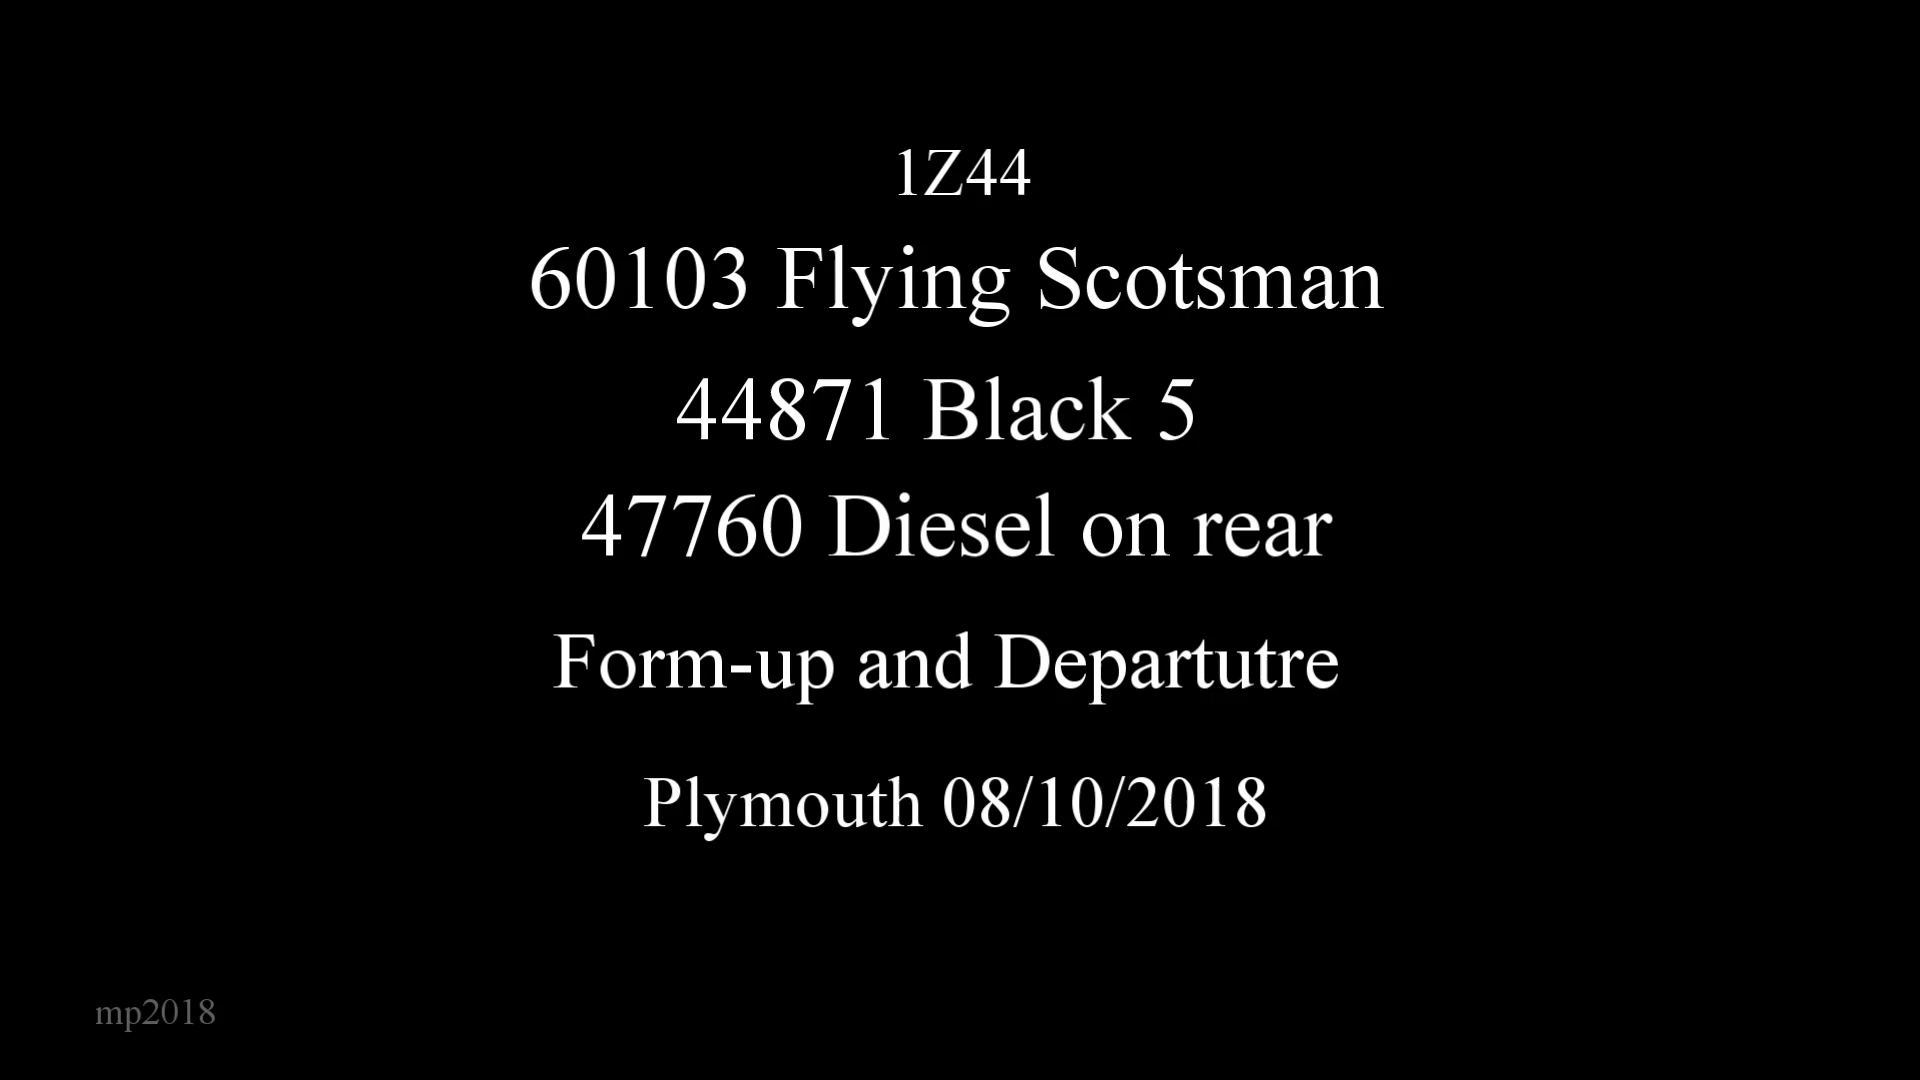 1Z44
60103 Flying Scotsman
44871 Black 5
47760 Diesel on rear
Form-up and Departutre
Plymouth 08/10/2018
mp2018